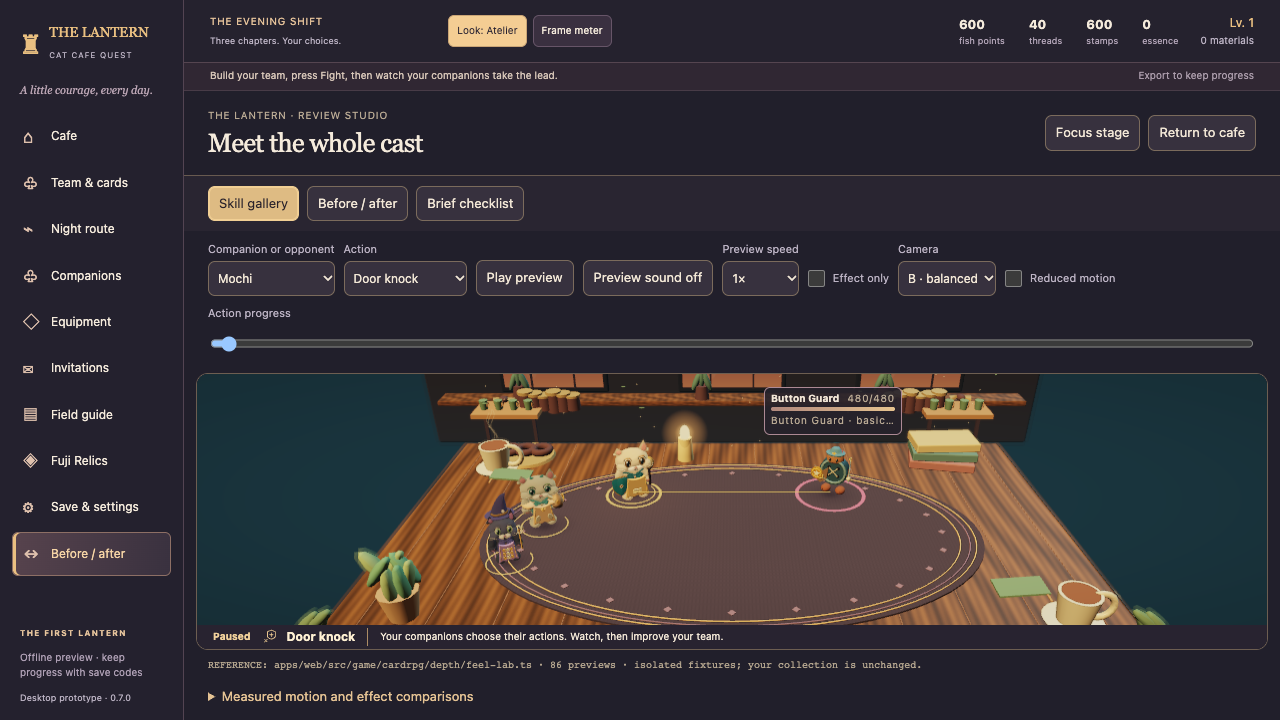 THE LANTERN
CAT CAFE QUEST
A little courage, every day.
Cafe
Team & cards
Night route
Companions
Equipment
Invitations
Field guide
Fuji Relics
Save & settings
Before / after
THE FIRST LANTERN
Offline preview · keep
progress with save codes
Desktop prototype · 0.7.0
THE EVENING SHIFT
Three chapters. Your choices.
Look: Atelier
Frame meter
600
fish points
40
threads
600
stamps
0
essence
Lv. 1
0 materials
Build your team, press Fight, then watch your companions take the lead.
Export to keep progress
THE LANTERN · REVIEW STUDIO
Meet the whole cast
Focus stage
Return to cafe
Skill gallery
Before / after
Brief checklist
Companion or opponent
Action
Preview speed
Camera
Mochi
Door knock
Play preview
Preview sound off
1×
Effect only
B · balanced
Reduced motion
Action progress
Button Guard 480/480
Button Guard · basic…
Paused
Door knock
Your companions choose their actions. Watch, then improve your team.
REFERENCE: apps/web/src/game/cardrpg/depth/feel-lab.ts · 86 previews · isolated fixtures; your collection is unchanged.
Measured motion and effect comparisons